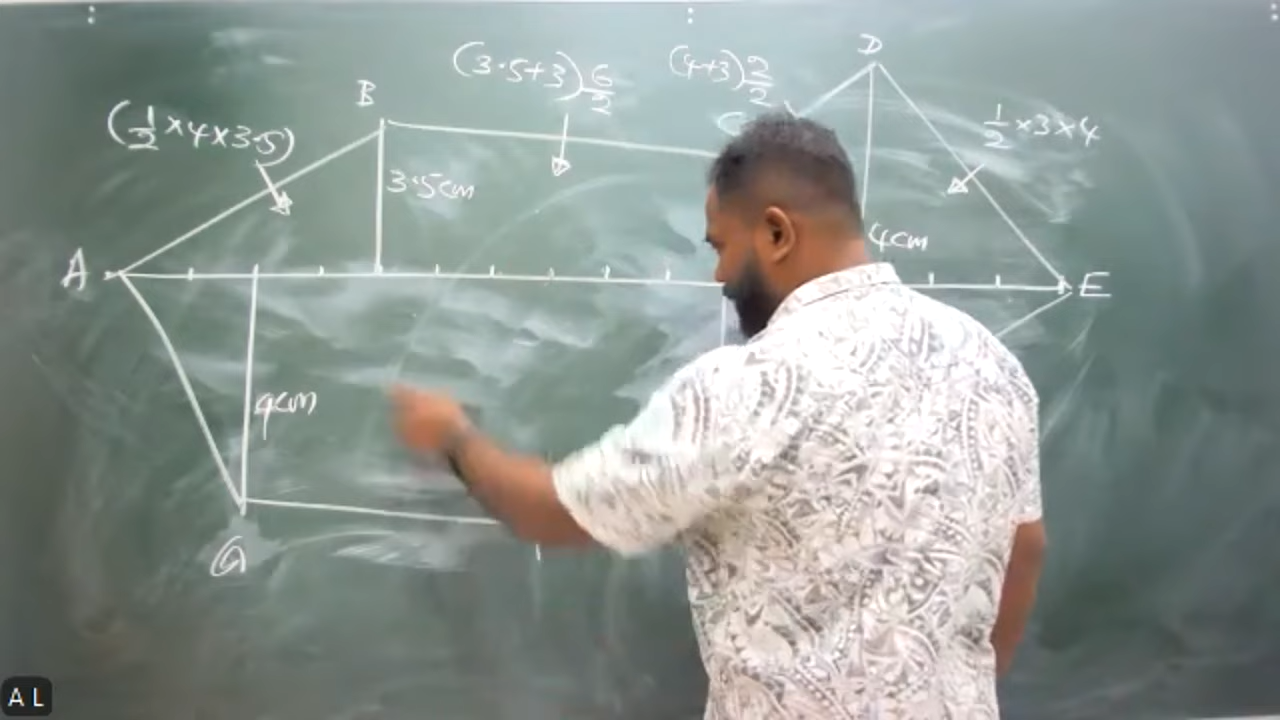 (3.5+3) 6/2
(4+3) 2/2
D
B
C
(1/2 ×4×3.5)
1/2 ×3×4
3.5cm
4cm
A
E
4cm
G
A L